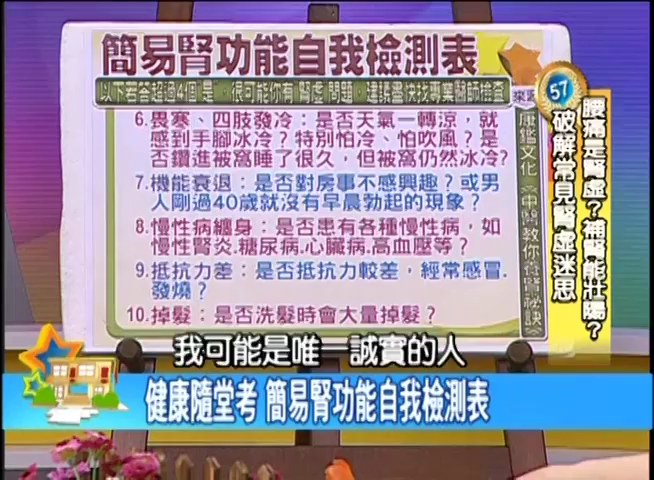 簡易腎功能自我檢測表
以下若答超過4個"是"，很可能你有"腎虛"問題，建議盡快找專業醫師檢查
6.畏寒、四肢發冷：是否天氣一轉涼，就
感到手腳冰冷？特別怕冷、怕吹風？是
否鑽進被窩睡了很久，但被窩仍然冰冷？
7.機能衰退：是否對房事不感興趣？或男
人剛過40歲就沒有早晨勃起的現象？
8.慢性病纏身：是否患有各種慢性病，如
慢性腎炎.糖尿病.心臟病.高血壓等？
9.抵抗力差：是否抵抗力較差，經常感冒.
發燒？
10.掉髮：是否洗髮時會大量掉髮？
康鑑文化《中醫教你養腎祕訣》
57
腰痛是腎虛？補腎能壯陽？
破解常見腎虛迷思
我可能是唯一誠實的人
健康隨堂考 簡易腎功能自我檢測表